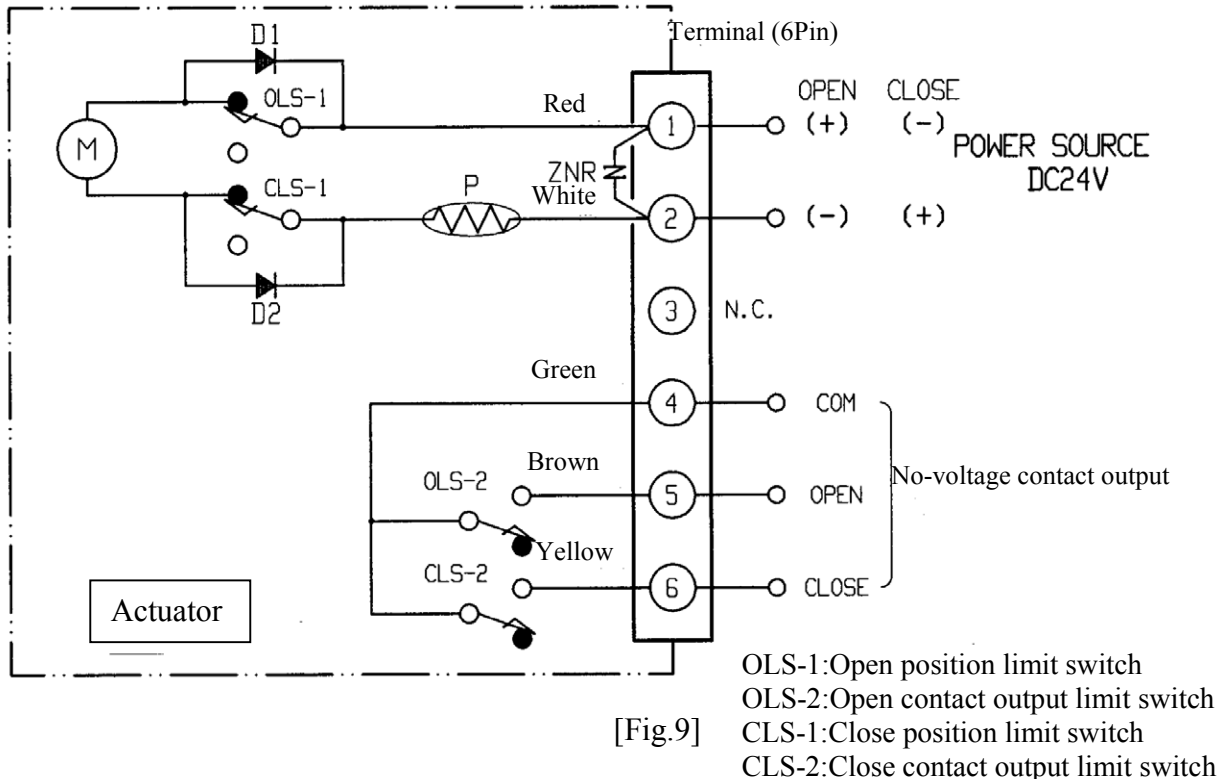 Terminal (6Pin)
D1
OLS-1
Red
1
OPEN CLOSE
(+) (-)
POWER SOURCE
DC24V
M
CLS-1
P
ZNR
White
2
(-) (+)
D2
3
N.C.
Green
4
COM
Brown
OLS-2
5
OPEN
No-voltage contact output
Yellow
CLS-2
6
CLOSE
Actuator
OLS-1:Open position limit switch
OLS-2:Open contact output limit switch
[Fig.9]
CLS-1:Close position limit switch
CLS-2:Close contact output limit switch